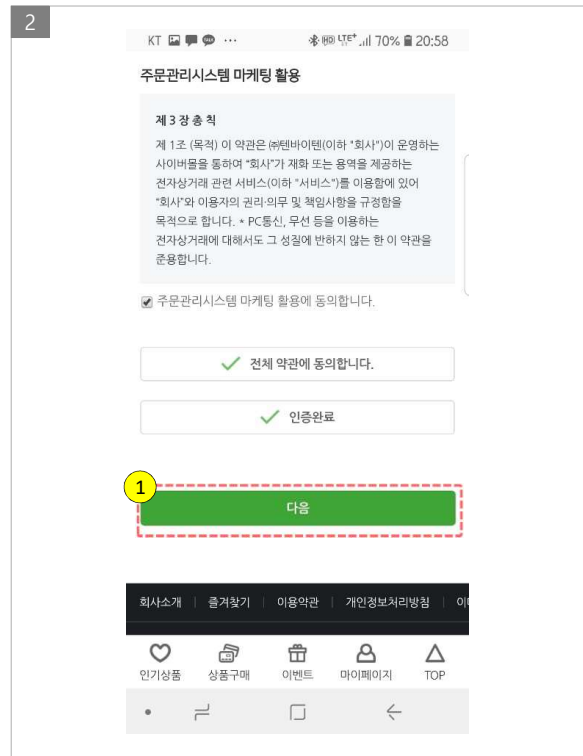 2
KT ··· HD LTE+ 70% 20:58
주문관리시스템 마케팅 활용
제 3 장 총 칙
제 1조 (목적) 이 약관은 ㈜텐바이텐(이하 "회사")이 운영하는
사이버몰을 통하여 "회사"가 재화 또는 용역을 제공하는
전자상거래 관련 서비스(이하 "서비스")를 이용함에 있어
"회사"와 이용자의 권리·의무 및 책임사항을 규정함을
목적으로 합니다. * PC통신, 무선 등을 이용하는
전자상거래에 대해서도 그 성질에 반하지 않는 한 이 약관을
준용합니다.
주문관리시스템 마케팅 활용에 동의합니다.
전체 약관에 동의합니다.
인증완료
1
다음
회사소개 | 즐겨찾기 | 이용약관 | 개인정보처리방침 |
인기상품 상품구매 이벤트 마이페이지 TOP